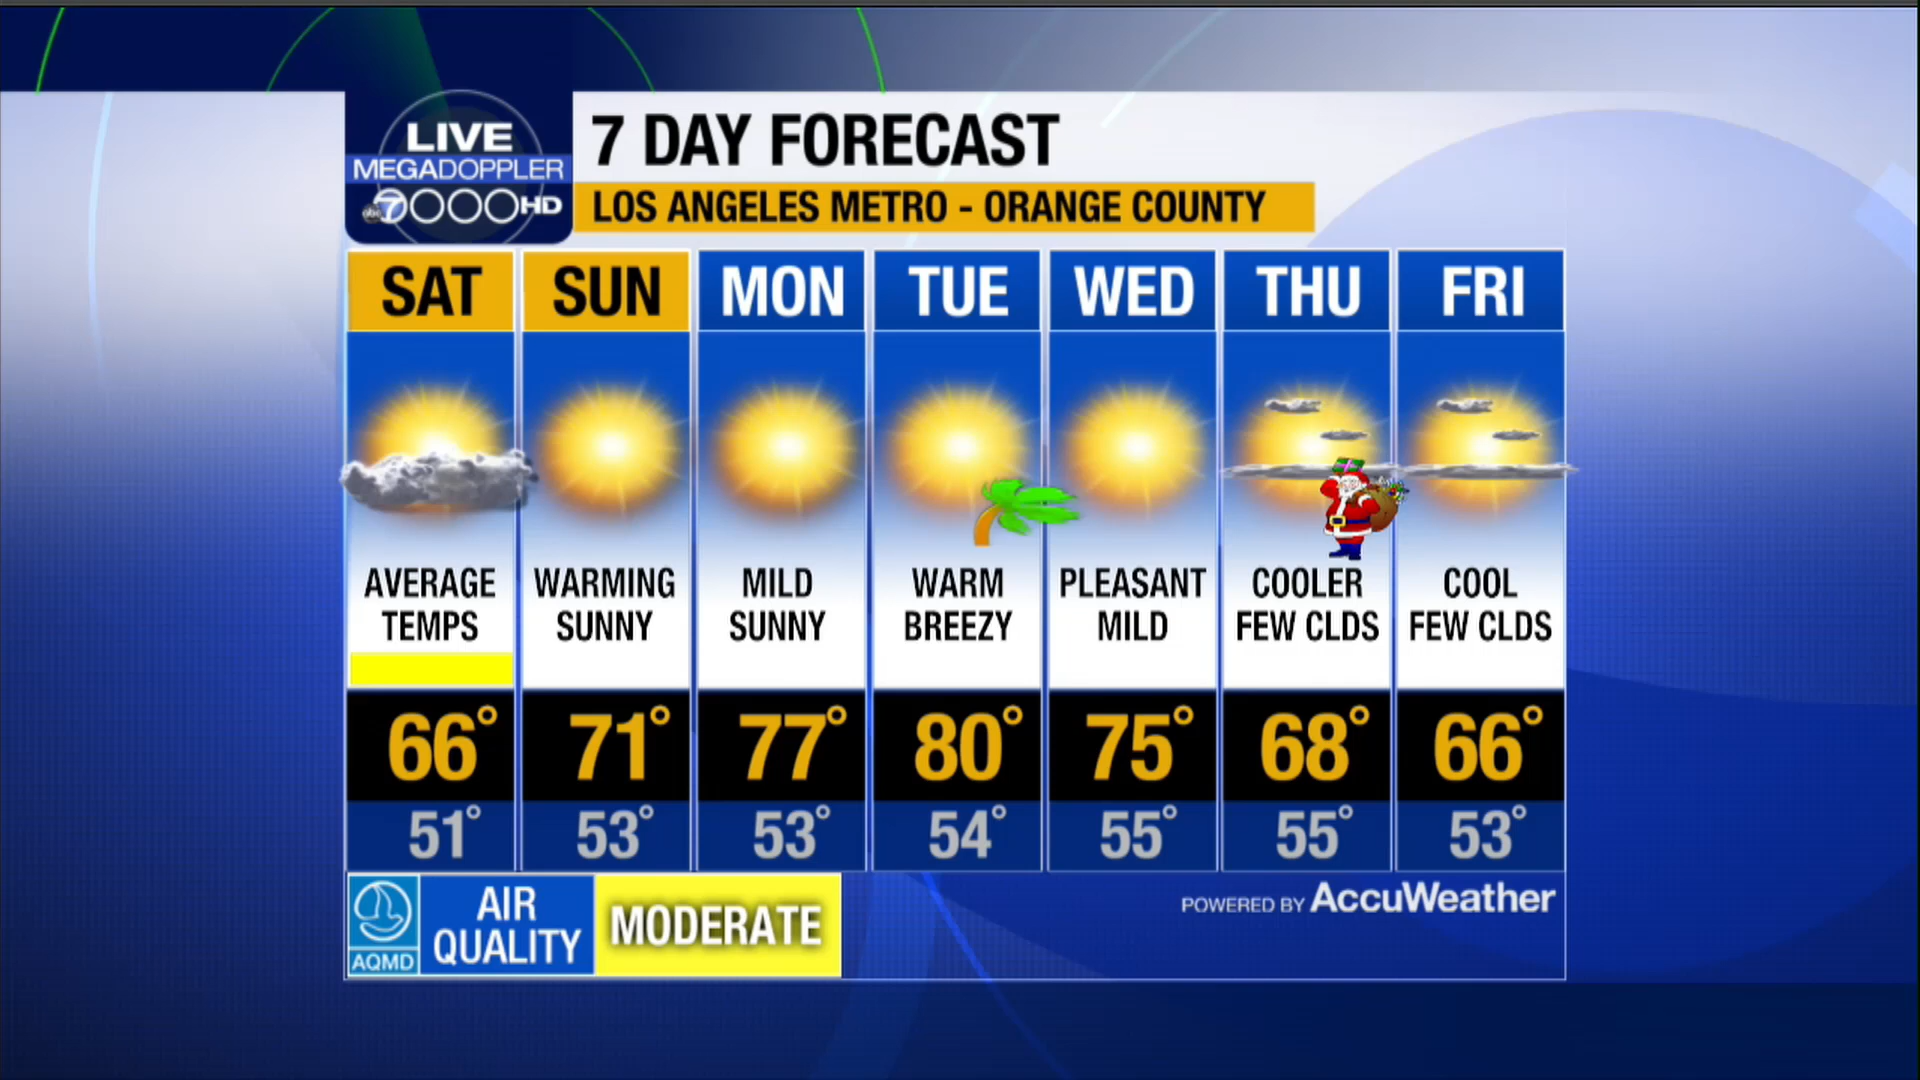 LIVE
MEGADOPPLER
abc7000HD
7 DAY FORECAST
LOS ANGELES METRO - ORANGE COUNTY
SAT SUN MON TUE WED THU FRI
AVERAGE WARMING MILD WARM PLEASANT COOLER COOL
TEMPS SUNNY SUNNY BREEZY MILD FEW CLDS FEW CLDS
66° 71° 77° 80° 75° 68° 66°
51° 53° 53° 54° 55° 55° 53°
AQMD
AIR
QUALITY
MODERATE
POWERED BY AccuWeather